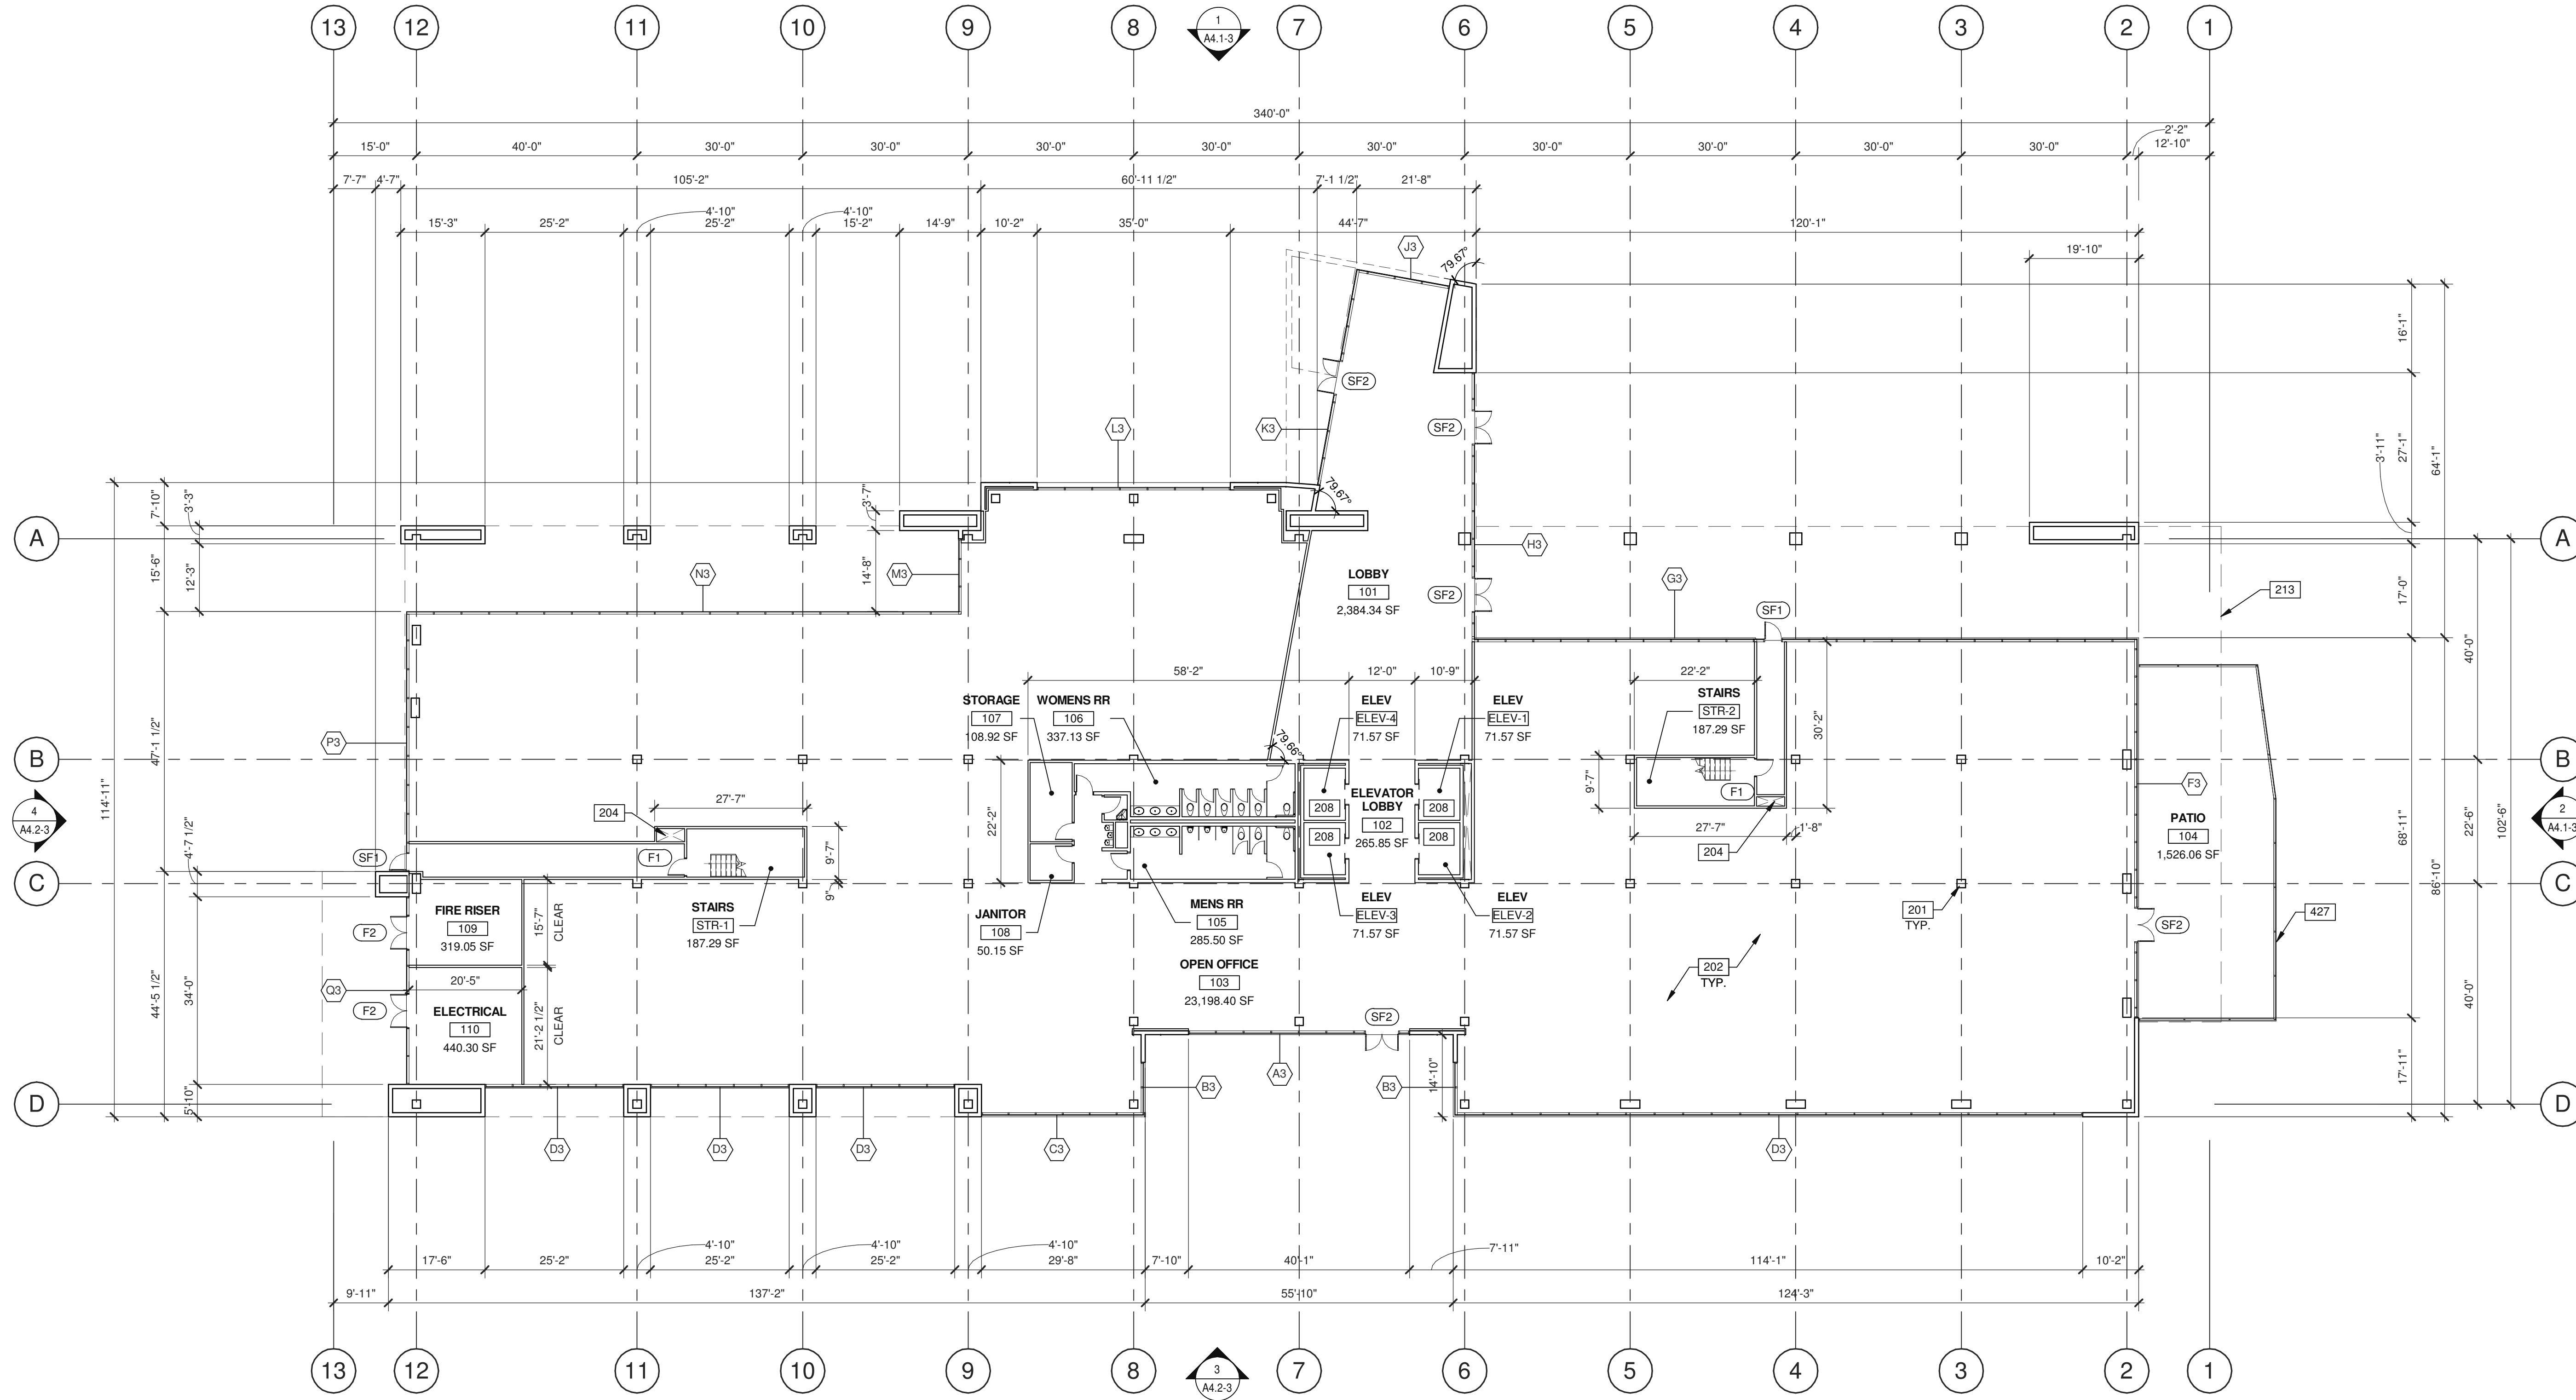 13 12 11 10 9 8 7 6 5 4 3 2 1
1
A4.1-3
340'-0"
2'-2"
15'-0" 40'-0" 30'-0" 30'-0" 30'-0" 30'-0" 30'-0" 30'-0" 30'-0" 30'-0" 30'-0" 12'-10"
7'-7" 4'-7" 105'-2" 60'-11 1/2" 7'-1 1/2" 21'-8"
4'-10" 4'-10"
15'-3" 25'-2" 25'-2" 15'-2" 14'-9" 10'-2" 35'-0" 44'-7" 120'-1"
J3 79.67° 19'-10"
16'-1"
SF2
L3 K3 SF2
3'-11" 27'-1" 64'-1"
7'-10" 3'-3" 3'-7" 79.67°
A A
H3
15'-6" 12'-3" N3 14'-8" M3
LOBBY
101
2,384.34 SF
SF2 G3 SF1 213
17'-0"
40'-0"
58'-2" 12'-0" 10'-9" 22'-2"
STORAGE
107
108.92 SF
WOMENS RR
106
337.13 SF
ELEV
ELEV-4
71.57 SF
ELEV
ELEV-1
71.57 SF
STAIRS
STR-2
187.29 SF
30'-2"
P3 47'-1 1/2" 79.66°
B B
9'-7" F1 F3
114'-11"
4
A4.2-3
204 27'-7"
22'-2"
208 208
ELEVATOR
LOBBY
102
265.85 SF
208 208
27'-7" 1'-8"
204
PATIO
104
1,526.06 SF
68'-11" 22'-6" 102'-6"
2
A4.1-3
4'-7 1/2" SF1 F1 9'-7"
C C
9" 86'-10"
FIRE RISER
109
319.05 SF
15'-7"
CLEAR
STAIRS
STR-1
187.29 SF
JANITOR
108
50.15 SF
MENS RR
105
285.50 SF
ELEV
ELEV-3
71.57 SF
ELEV
ELEV-2
71.57 SF
201
TYP.
427
F2 SF2
44'-5 1/2" 34'-0"
Q3 20'-5"
OPEN OFFICE
103
23,198.40 SF
202
TYP.
40'-0"
F2
ELECTRICAL
110
440.30 SF
21'-2 1/2"
CLEAR
SF2
A3
B3 B3 14'-10"
5'-10" 17'-11"
D D
D3 D3 D3 C3 D3
4'-10" 4'-10" 4'-10" 7'-11"
17'-6" 25'-2" 25'-2" 25'-2" 29'-8" 7'-10" 40'-1" 114'-1" 10'-2"
9'-11" 137'-2" 55'-10" 124'-3"
13 12 11 10 9 8 7 6 5 4 3 2 1
3
A4.2-3